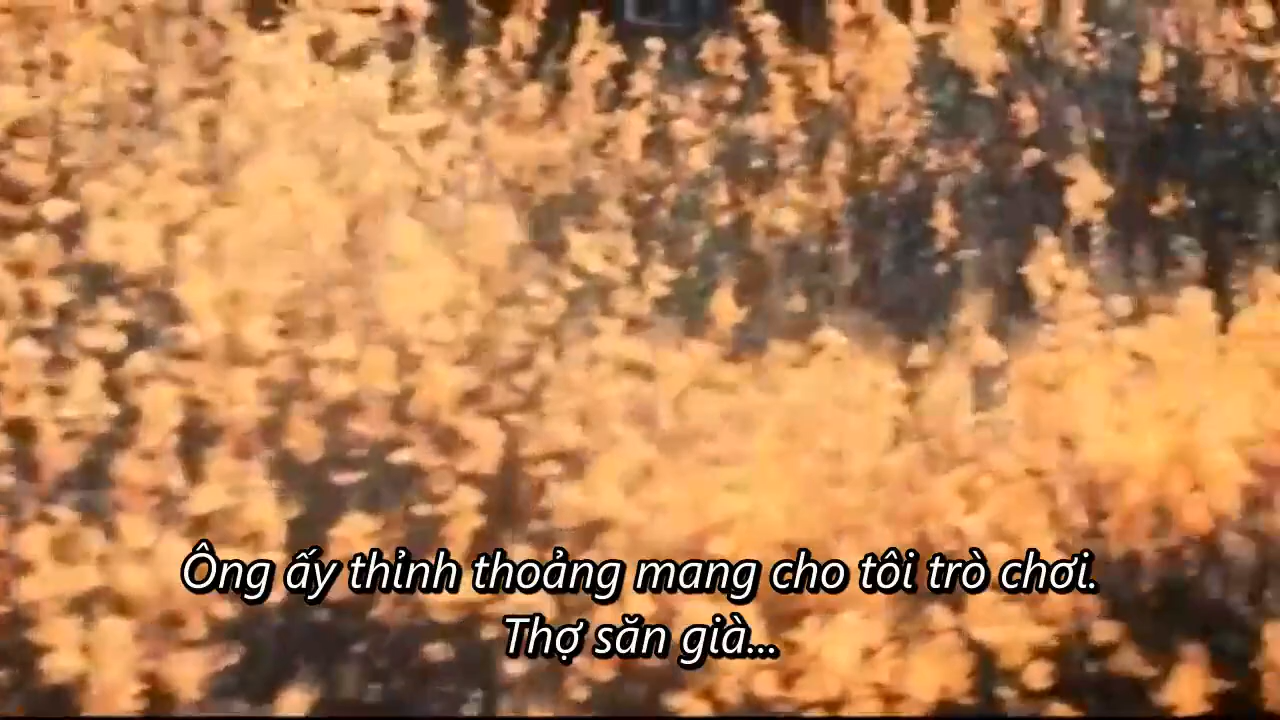 Ông ấy thỉnh thoảng mang cho tôi trò chơi.
Thợ săn già...